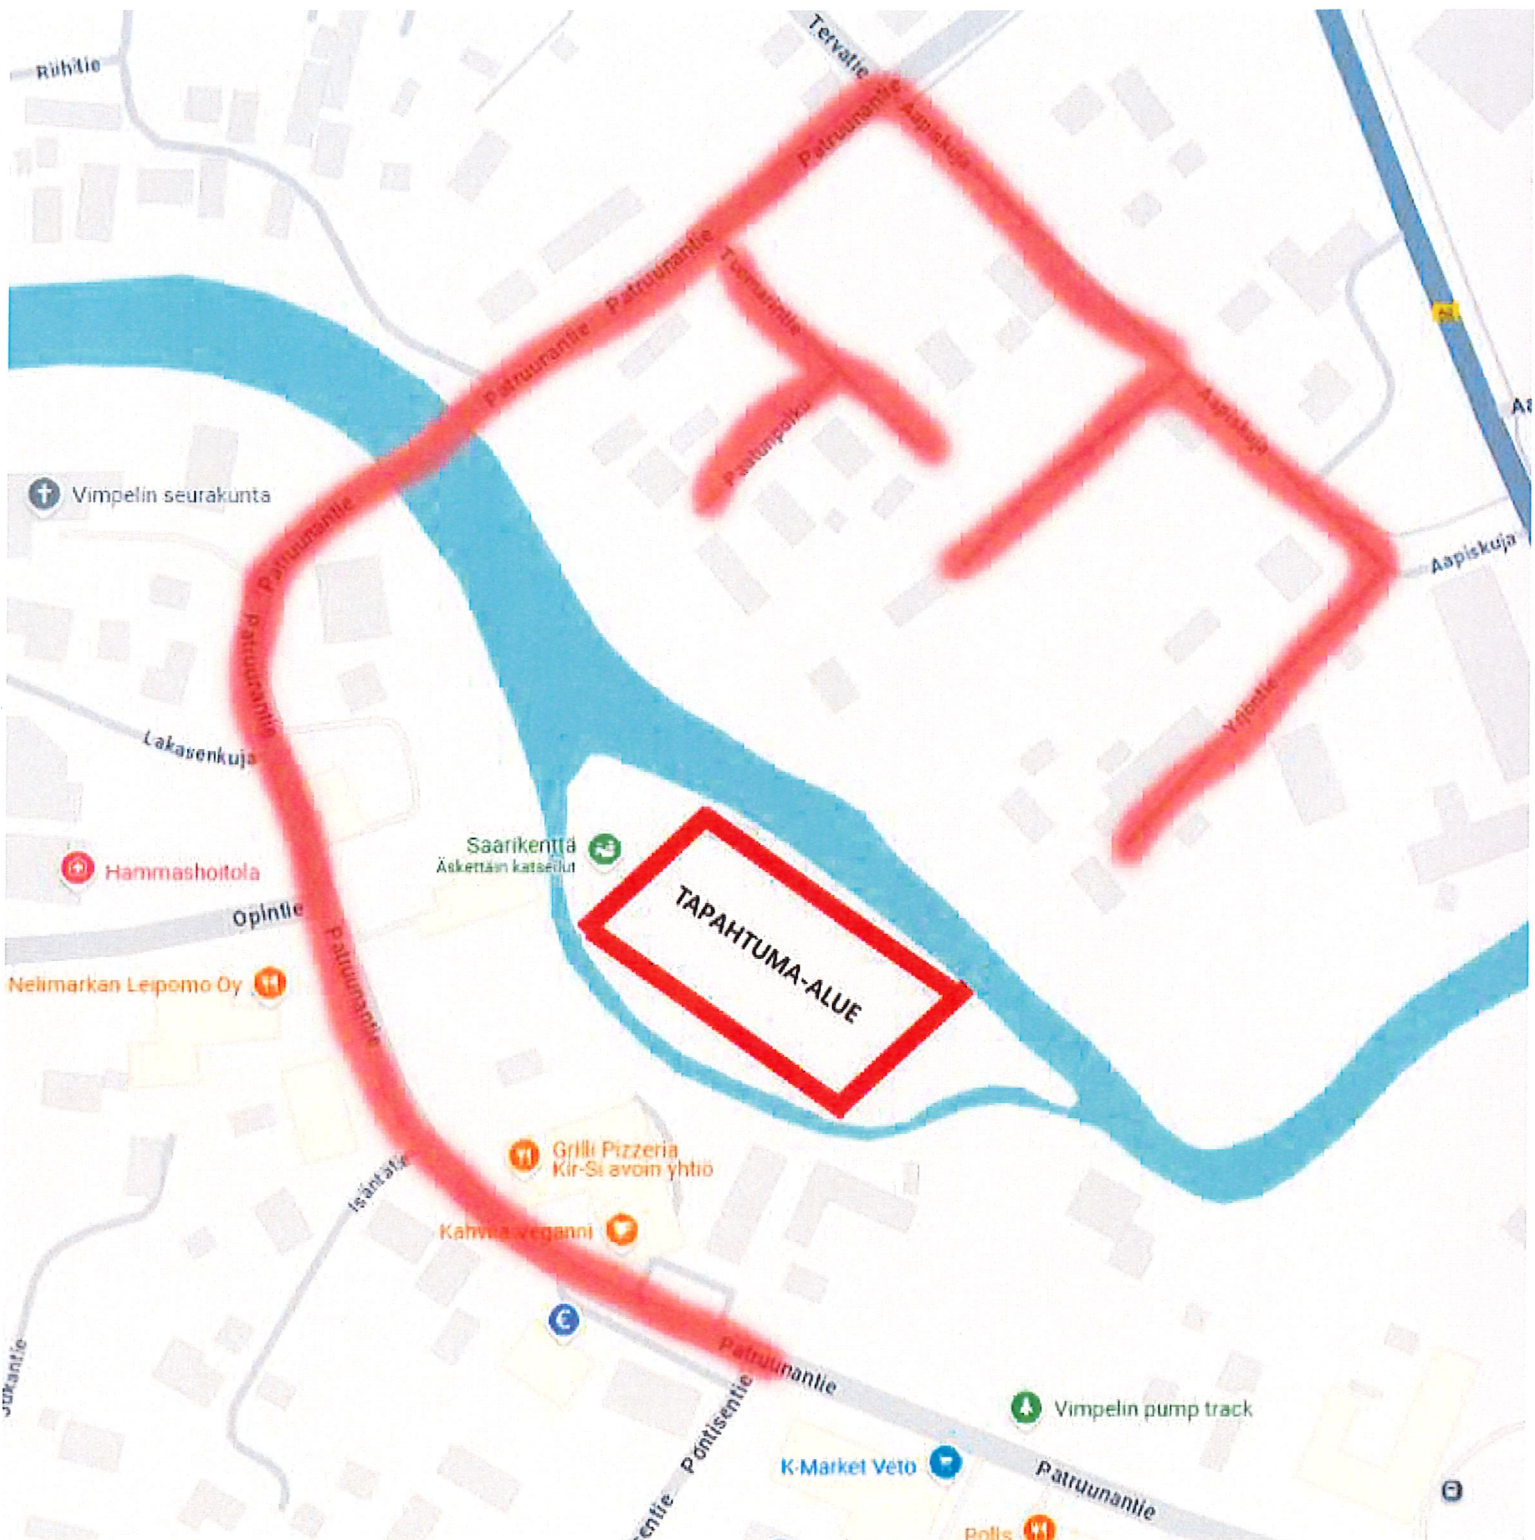 Tervatie
Riihitie
Patruunantie
Aapiskuja
Patruunantie
Tuomarintie
Patruunantie
Patruunantie
Aapiskuja
Paalunpolku
Vimpelin seurakunta
Patruunantie
Aapiskuja
Patruunantie
Yrjöntie
Lakasenkuja
Saarikenttä
Äskettäin katsellut
Hammashoitola
TAPAHTUMA-ALUE
Opintie
Patruunantie
Nelimarkan Leipomo Oy
Grilli Pizzeria
Kir-Si avoin yhtiö
Isäntätie
Kahvila Veganni
Patruunantie
Pontisentie
Vimpelin pump track
K-Market Veto
Patruunantie
Rolls